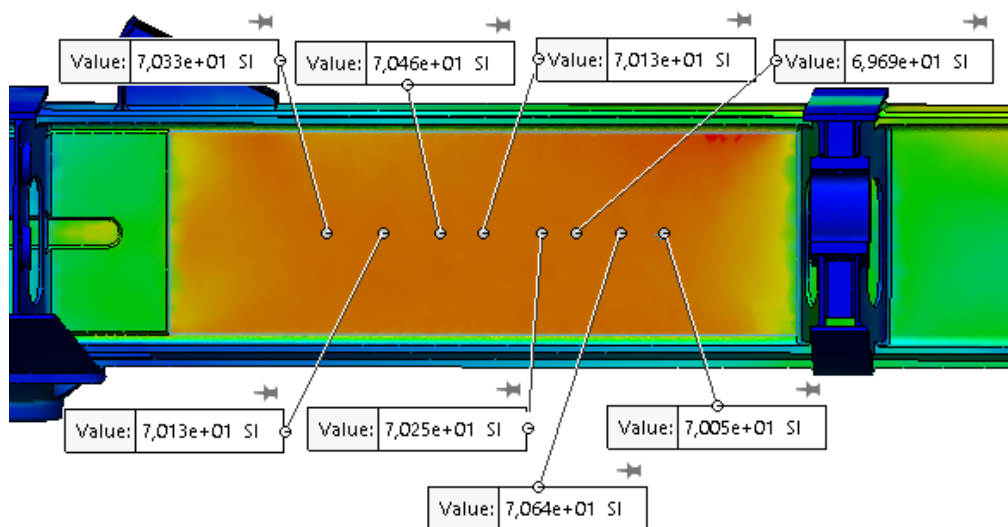 Value: 7,033e+01 SI
Value: 7,046e+01 SI
Value: 7,013e+01 SI
Value: 6,969e+01 SI
Value: 7,013e+01 SI
Value: 7,025e+01 SI
Value: 7,005e+01 SI
Value: 7,064e+01 SI